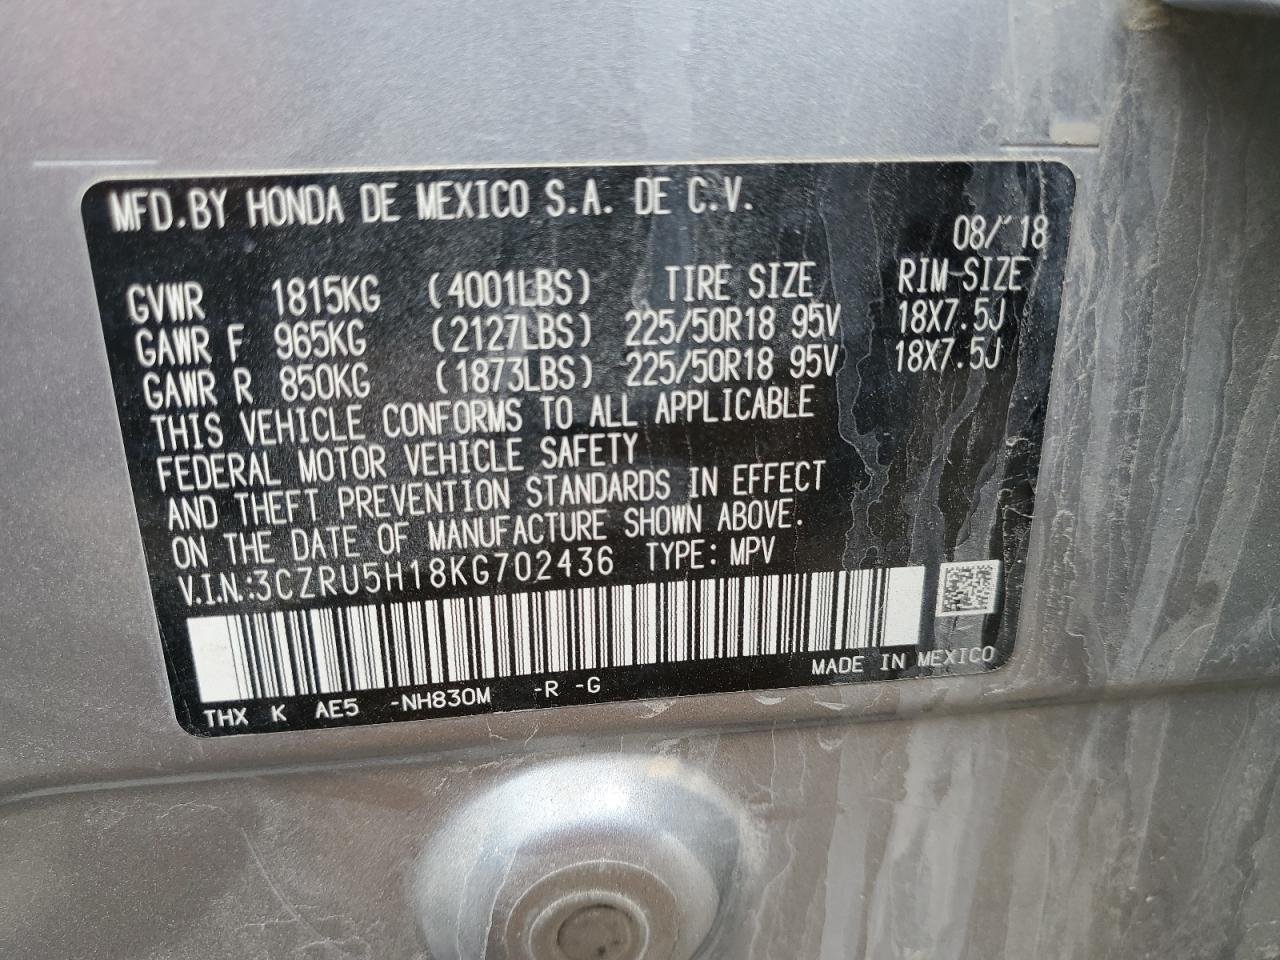 MFD.BY HONDA DE MEXICO S.A. DE C.V.
08/'18
GVWR 1815KG (4001LBS) TIRE SIZE RIM SIZE
GAWR F 965KG (2127LBS) 225/50R18 95V 18X7.5J
GAWR R 850KG (1873LBS) 225/50R18 95V 18X7.5J
THIS VEHICLE CONFORMS TO ALL APPLICABLE
FEDERAL MOTOR VEHICLE SAFETY
AND THEFT PREVENTION STANDARDS IN EFFECT
ON THE DATE OF MANUFACTURE SHOWN ABOVE.
V.I.N.:3CZRU5H18KG702436 TYPE: MPV
MADE IN MEXICO
THX K AE5 -NH830M -R -G